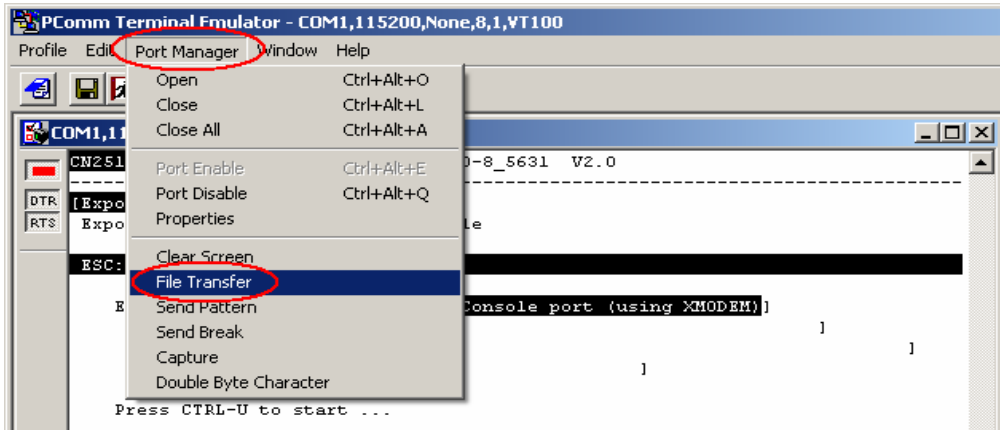 PComm Terminal Emulator - COM1,115200,None,8,1,VT100
Profile Edit Port Manager Window Help
Open Ctrl+Alt+O
Close Ctrl+Alt+L
Close All Ctrl+Alt+A
COM1,11
Port Enable Ctrl+Alt+E
CN251 0-8_5631 V2.0
Port Disable Ctrl+Alt+Q
DTR [Expo
Properties
RTS Expo le
Clear Screen
ESC:
File Transfer
Send Pattern
E Console port (using XMODEM)]
Send Break ]
Capture ]
Double Byte Character ]
Press CTRL-U to start ...